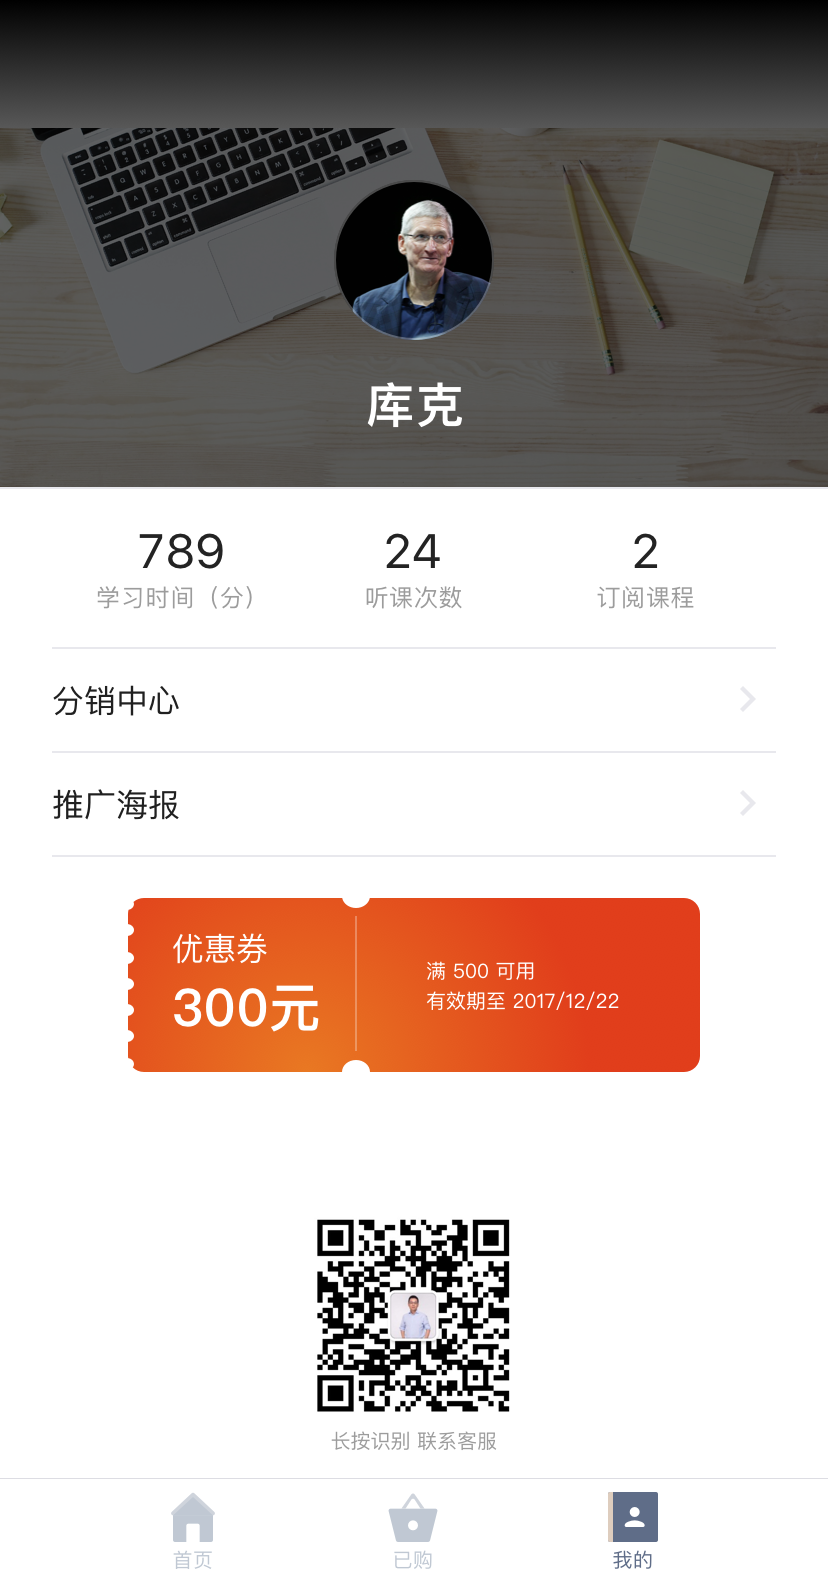 库克
789
24
2
学习时间（分）
听课次数
订阅课程
分销中心
推广海报
优惠券
300元
满 500 可用
有效期至 2017/12/22
长按识别 联系客服
首页
已购
我的